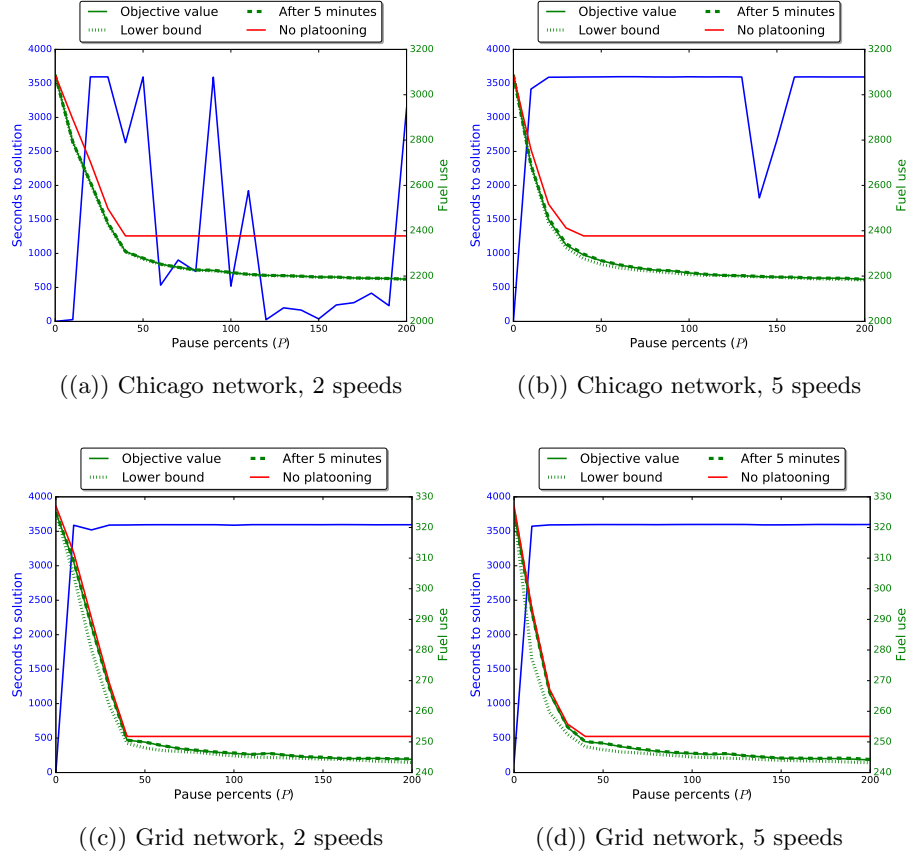 Objective value
After 5 minutes
Lower bound
No platooning
4000
3500
3000
2500
2000
1500
1000
500
0
Seconds to solution
3200
3000
2800
2600
2400
2200
2000
Fuel use
0 50 100 150 200
Pause percents (P)
((a)) Chicago network, 2 speeds
Objective value
After 5 minutes
Lower bound
No platooning
4000
3500
3000
2500
2000
1500
1000
500
0
Seconds to solution
3200
3000
2800
2600
2400
2200
2000
Fuel use
0 50 100 150 200
Pause percents (P)
((b)) Chicago network, 5 speeds
Objective value
After 5 minutes
Lower bound
No platooning
4000
3500
3000
2500
2000
1500
1000
500
0
Seconds to solution
330
320
310
300
290
280
270
260
250
240
Fuel use
0 50 100 150 200
Pause percents (P)
((c)) Grid network, 2 speeds
Objective value
After 5 minutes
Lower bound
No platooning
4000
3500
3000
2500
2000
1500
1000
500
0
Seconds to solution
330
320
310
300
290
280
270
260
250
240
Fuel use
0 50 100 150 200
Pause percents (P)
((d)) Grid network, 5 speeds